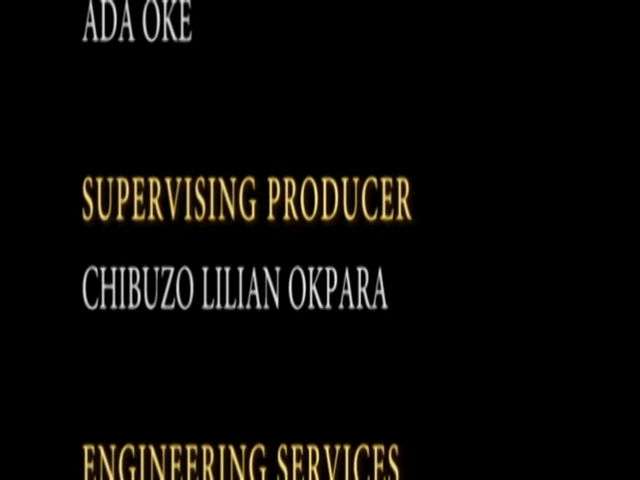 ADA OKE
SUPERVISING PRODUCER
CHIBUZO LILIAN OKPARA
ENGINEERING SERVICES